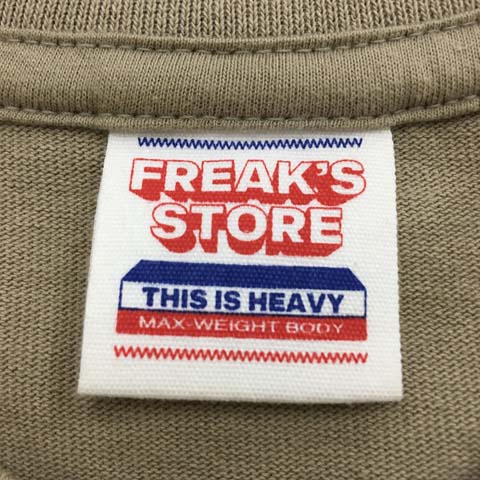 FREAK'S
STORE
THIS IS HEAVY
MAX-WEIGHT BODY